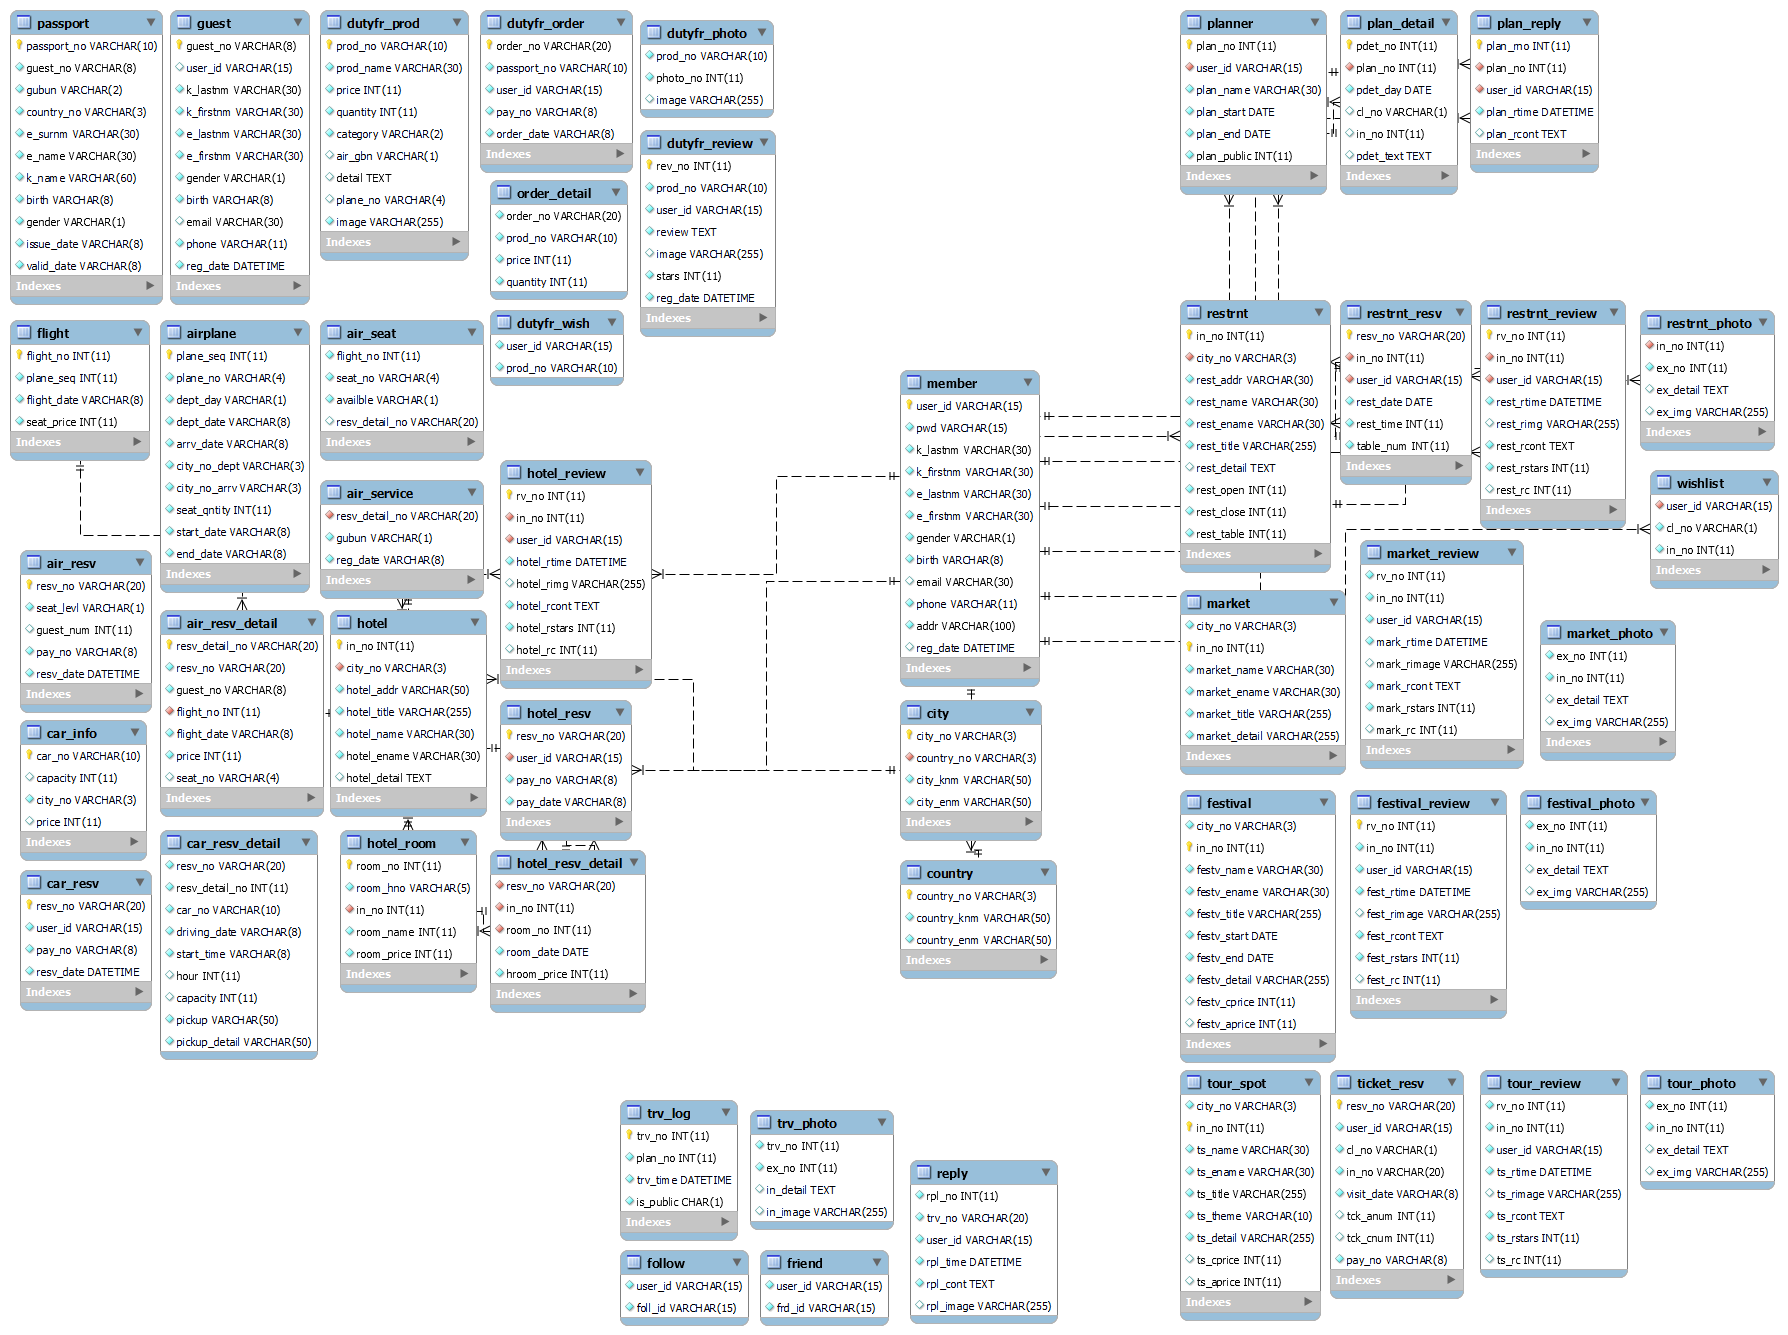 passport
passport_no VARCHAR(10)
guest_no VARCHAR(8)
gubun VARCHAR(2)
country_no VARCHAR(3)
e_surnm VARCHAR(30)
e_name VARCHAR(30)
k_name VARCHAR(60)
birth VARCHAR(8)
gender VARCHAR(1)
issue_date VARCHAR(8)
valid_date VARCHAR(8)
Indexes
guest
guest_no VARCHAR(8)
user_id VARCHAR(15)
k_lastnm VARCHAR(30)
k_firstnm VARCHAR(30)
e_lastnm VARCHAR(30)
e_firstnm VARCHAR(30)
gender VARCHAR(1)
birth VARCHAR(8)
email VARCHAR(30)
phone VARCHAR(11)
reg_date DATETIME
Indexes
dutyfr_prod
prod_no VARCHAR(10)
prod_name VARCHAR(30)
price INT(11)
quantity INT(11)
category VARCHAR(2)
air_gbn VARCHAR(1)
detail TEXT
plane_no VARCHAR(4)
image VARCHAR(255)
Indexes
dutyfr_order
order_no VARCHAR(20)
passport_no VARCHAR(10)
user_id VARCHAR(15)
pay_no VARCHAR(8)
order_date VARCHAR(8)
Indexes
dutyfr_photo
prod_no VARCHAR(10)
photo_no INT(11)
image VARCHAR(255)
order_detail
order_no VARCHAR(20)
prod_no VARCHAR(10)
price INT(11)
quantity INT(11)
dutyfr_review
rev_no INT(11)
prod_no VARCHAR(10)
user_id VARCHAR(15)
review TEXT
image VARCHAR(255)
stars INT(11)
reg_date DATETIME
Indexes
dutyfr_wish
user_id VARCHAR(15)
prod_no VARCHAR(10)
flight
flight_no INT(11)
plane_seq INT(11)
flight_date VARCHAR(8)
seat_price INT(11)
Indexes
airplane
plane_seq INT(11)
plane_no VARCHAR(4)
dept_day VARCHAR(1)
dept_date VARCHAR(8)
arrv_date VARCHAR(8)
city_no_dept VARCHAR(3)
city_no_arrv VARCHAR(3)
seat_qntity INT(11)
start_date VARCHAR(8)
end_date VARCHAR(8)
Indexes
air_seat
flight_no INT(11)
seat_no VARCHAR(4)
availble VARCHAR(1)
resv_detail_no VARCHAR(20)
Indexes
air_service
resv_detail_no VARCHAR(20)
gubun VARCHAR(1)
reg_date VARCHAR(8)
Indexes
hotel_review
rv_no INT(11)
in_no INT(11)
user_id VARCHAR(15)
hotel_rtime DATETIME
hotel_rimg VARCHAR(255)
hotel_rcont TEXT
hotel_rstars INT(11)
hotel_rc INT(11)
Indexes
air_resv
resv_no VARCHAR(20)
seat_levl VARCHAR(1)
guest_num INT(11)
pay_no VARCHAR(8)
resv_date DATETIME
Indexes
air_resv_detail
resv_detail_no VARCHAR(20)
resv_no VARCHAR(20)
guest_no VARCHAR(8)
flight_no INT(11)
flight_date VARCHAR(8)
price INT(11)
seat_no VARCHAR(4)
Indexes
hotel
in_no INT(11)
city_no VARCHAR(3)
hotel_addr VARCHAR(50)
hotel_title VARCHAR(255)
hotel_name VARCHAR(30)
hotel_ename VARCHAR(30)
hotel_detail TEXT
Indexes
hotel_resv
resv_no VARCHAR(20)
user_id VARCHAR(15)
pay_no VARCHAR(8)
pay_date VARCHAR(8)
Indexes
car_info
car_no VARCHAR(10)
capacity INT(11)
city_no VARCHAR(3)
price INT(11)
Indexes
car_resv
resv_no VARCHAR(20)
user_id VARCHAR(15)
pay_no VARCHAR(8)
resv_date DATETIME
Indexes
car_resv_detail
resv_no VARCHAR(20)
resv_detail_no INT(11)
car_no VARCHAR(10)
driving_date VARCHAR(8)
start_time VARCHAR(8)
hour INT(11)
capacity INT(11)
pickup VARCHAR(50)
pickup_detail VARCHAR(50)
hotel_room
room_no INT(11)
room_hno VARCHAR(5)
in_no INT(11)
room_name INT(11)
room_price INT(11)
Indexes
hotel_resv_detail
resv_no VARCHAR(20)
in_no INT(11)
room_no INT(11)
room_date DATE
hroom_price INT(11)
Indexes
member
user_id VARCHAR(15)
pwd VARCHAR(15)
k_lastnm VARCHAR(30)
k_firstnm VARCHAR(30)
e_lastnm VARCHAR(30)
e_firstnm VARCHAR(30)
gender VARCHAR(1)
birth VARCHAR(8)
email VARCHAR(30)
phone VARCHAR(11)
addr VARCHAR(100)
reg_date DATETIME
Indexes
city
city_no VARCHAR(3)
country_no VARCHAR(3)
city_knm VARCHAR(50)
city_enm VARCHAR(50)
Indexes
country
country_no VARCHAR(3)
country_knm VARCHAR(50)
country_enm VARCHAR(50)
Indexes
planner
plan_no INT(11)
user_id VARCHAR(15)
plan_name VARCHAR(30)
plan_start DATE
plan_end DATE
plan_public INT(11)
Indexes
plan_detail
pdet_no INT(11)
plan_no INT(11)
pdet_day DATE
cl_no VARCHAR(1)
in_no INT(11)
pdet_text TEXT
Indexes
plan_reply
plan_mo INT(11)
plan_no INT(11)
user_id VARCHAR(15)
plan_rtime DATETIME
plan_rcont TEXT
Indexes
restrnt
in_no INT(11)
city_no VARCHAR(3)
rest_addr VARCHAR(30)
rest_name VARCHAR(30)
rest_ename VARCHAR(30)
rest_title VARCHAR(255)
rest_detail TEXT
rest_open INT(11)
rest_close INT(11)
rest_table INT(11)
Indexes
restrnt_resv
resv_no VARCHAR(20)
in_no INT(11)
user_id VARCHAR(15)
rest_date DATE
rest_time INT(11)
table_num INT(11)
Indexes
restrnt_review
rv_no INT(11)
in_no INT(11)
user_id VARCHAR(15)
rest_rtime DATETIME
rest_rimg VARCHAR(255)
rest_rcont TEXT
rest_rstars INT(11)
rest_rc INT(11)
Indexes
restrnt_photo
in_no INT(11)
ex_no INT(11)
ex_detail TEXT
ex_img VARCHAR(255)
Indexes
wishlist
user_id VARCHAR(15)
cl_no VARCHAR(1)
in_no INT(11)
Indexes
market
city_no VARCHAR(3)
in_no INT(11)
market_name VARCHAR(30)
market_ename VARCHAR(30)
market_title VARCHAR(255)
market_detail VARCHAR(255)
Indexes
market_review
rv_no INT(11)
in_no INT(11)
user_id VARCHAR(15)
mark_rtime DATETIME
mark_rimage VARCHAR(255)
mark_rcont TEXT
mark_rstars INT(11)
mark_rc INT(11)
Indexes
market_photo
ex_no INT(11)
in_no INT(11)
ex_detail TEXT
ex_img VARCHAR(255)
Indexes
festival
city_no VARCHAR(3)
in_no INT(11)
festv_name VARCHAR(30)
festv_ename VARCHAR(30)
festv_title VARCHAR(255)
festv_start DATE
festv_end DATE
festv_detail VARCHAR(255)
festv_cprice INT(11)
festv_aprice INT(11)
Indexes
festival_review
rv_no INT(11)
in_no INT(11)
user_id VARCHAR(15)
fest_rtime DATETIME
fest_rimage VARCHAR(255)
fest_rcont TEXT
fest_rstars INT(11)
fest_rc INT(11)
Indexes
festival_photo
ex_no INT(11)
in_no INT(11)
ex_detail TEXT
ex_img VARCHAR(255)
tour_spot
city_no VARCHAR(3)
in_no INT(11)
ts_name VARCHAR(30)
ts_ename VARCHAR(30)
ts_title VARCHAR(255)
ts_theme VARCHAR(10)
ts_detail VARCHAR(255)
ts_cprice INT(11)
ts_aprice INT(11)
Indexes
ticket_resv
resv_no VARCHAR(20)
user_id VARCHAR(15)
cl_no VARCHAR(1)
in_no VARCHAR(20)
visit_date VARCHAR(8)
tck_anum INT(11)
tck_cnum INT(11)
pay_no VARCHAR(8)
Indexes
tour_review
rv_no INT(11)
in_no INT(11)
user_id VARCHAR(15)
ts_rtime DATETIME
ts_rimage VARCHAR(255)
ts_rcont TEXT
ts_rstars INT(11)
ts_rc INT(11)
tour_photo
ex_no INT(11)
in_no INT(11)
ex_detail TEXT
ex_img VARCHAR(255)
trv_log
trv_no INT(11)
plan_no INT(11)
trv_time DATETIME
is_public CHAR(1)
Indexes
trv_photo
trv_no INT(11)
ex_no INT(11)
in_detail TEXT
in_image VARCHAR(255)
reply
rpl_no INT(11)
trv_no VARCHAR(20)
user_id VARCHAR(15)
rpl_time DATETIME
rpl_cont TEXT
rpl_image VARCHAR(255)
follow
user_id VARCHAR(15)
foll_id VARCHAR(15)
friend
user_id VARCHAR(15)
frd_id VARCHAR(15)